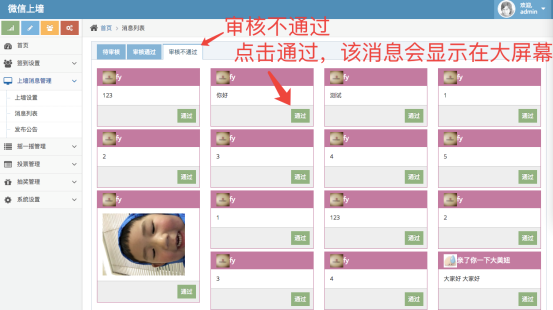 微信上墙
欢迎,
admin
首页
首页 > 消息列表
审核不通过
待审核
审核通过
审核不通过
点击通过，该消息会显示在大屏幕
签到设置
上墙消息管理
上墙设置
消息列表
发布公告
摇一摇管理
投票管理
抽奖管理
系统设置
fy
fy
fy
fy
123
你好
测试
1
通过
通过
通过
通过
fy
fy
fy
fy
2
3
4
5
通过
通过
通过
通过
fy
fy
fy
fy
1
123
2
通过
通过
通过
fy
fy
亲了你一下大黄妞
3
4
大家好 大家好
通过
通过
通过
通过